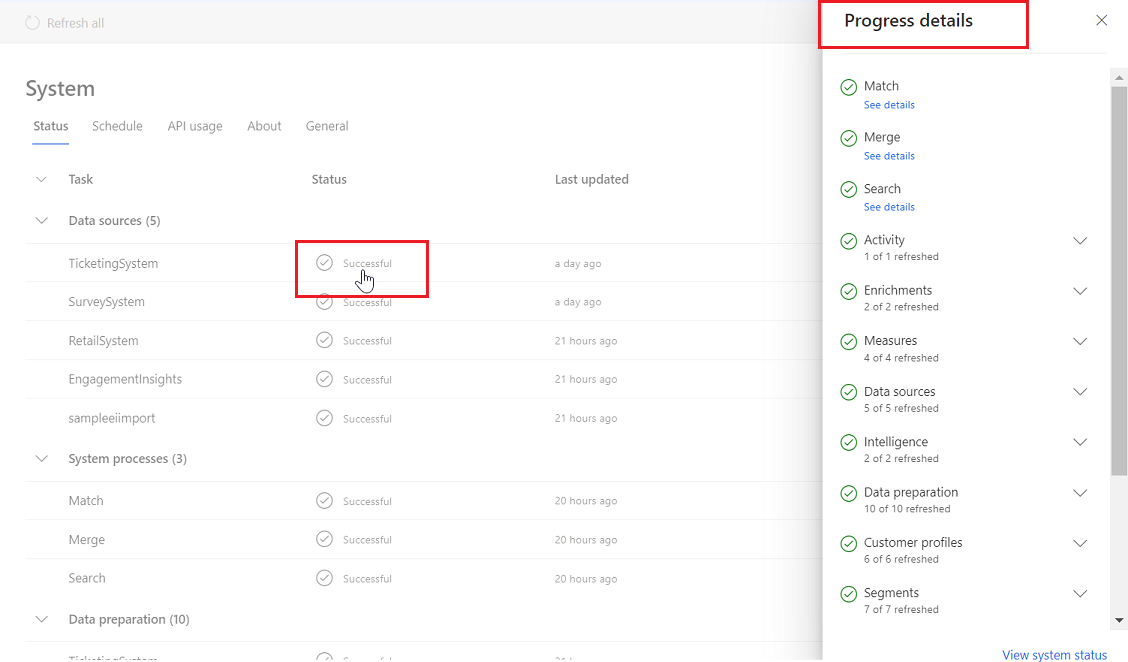 Refresh all
System
Status Schedule API usage About General
Task Status Last updated
Data sources (5)
TicketingSystem Successful a day ago
SurveySystem Successful a day ago
RetailSystem Successful 21 hours ago
EngagementInsights Successful 21 hours ago
sampleeiimport Successful 21 hours ago
System processes (3)
Match Successful 20 hours ago
Merge Successful 20 hours ago
Search Successful 20 hours ago
Data preparation (10)
Progress details
Match
See details
Merge
See details
Search
See details
Activity
1 of 1 refreshed
Enrichments
2 of 2 refreshed
Measures
4 of 4 refreshed
Data sources
5 of 5 refreshed
Intelligence
2 of 2 refreshed
Data preparation
10 of 10 refreshed
Customer profiles
6 of 6 refreshed
Segments
7 of 7 refreshed
View system status